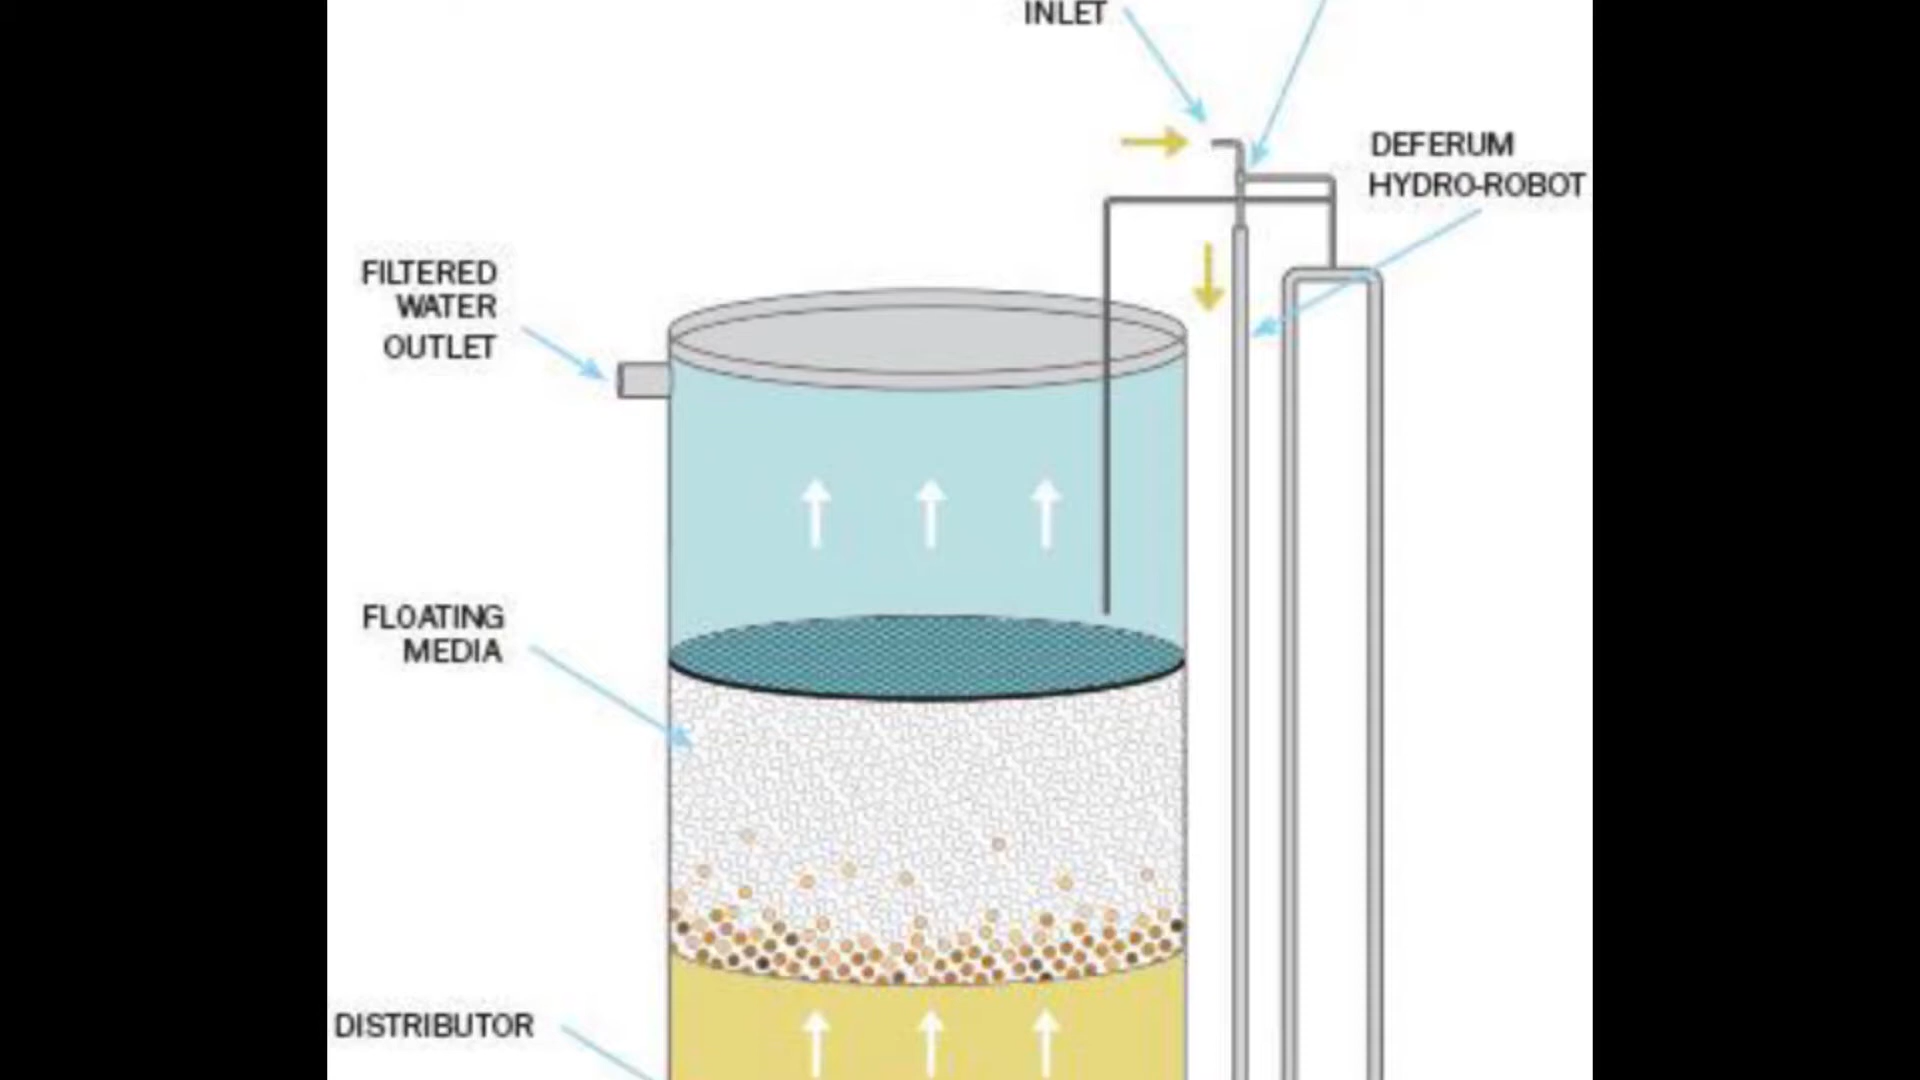 INLET
DEFERUM
HYDRO-ROBOT
FILTERED
WATER
OUTLET
FLOATING
MEDIA
DISTRIBUTOR